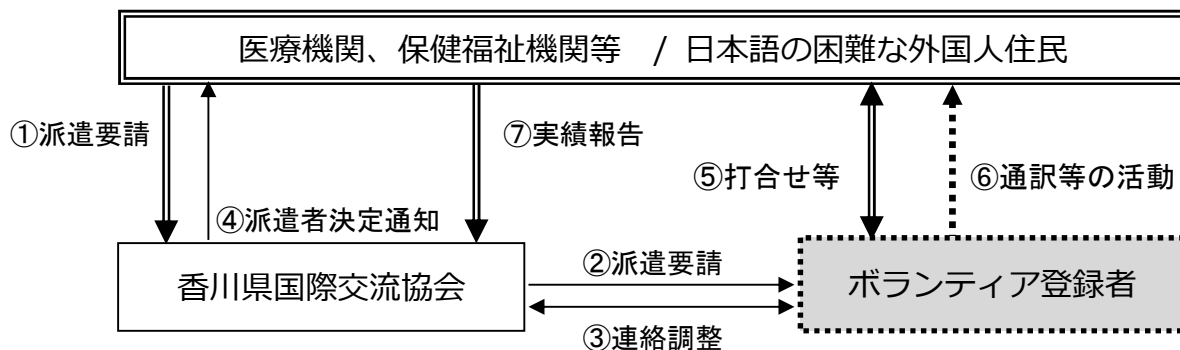 医療機関、保健福祉機関等 / 日本語の困難な外国人住民
①派遣要請
⑦実績報告
⑤打合せ等
⑥通訳等の活動
④派遣者決定通知
香川県国際交流協会
②派遣要請
ボランティア登録者
③連絡調整